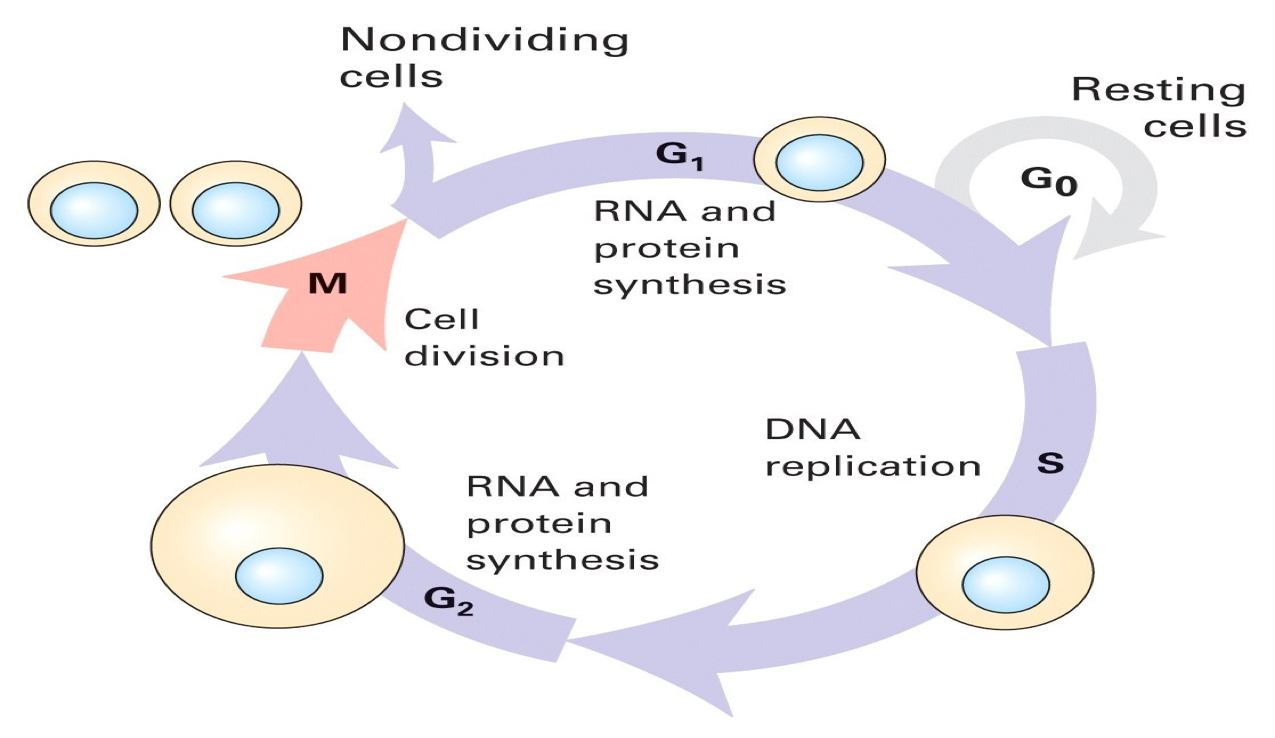 Nondividing
cells
Resting
cells
G₁
G₀
RNA and
protein
synthesis
M
Cell
division
DNA
replication
S
RNA and
protein
synthesis
G₂